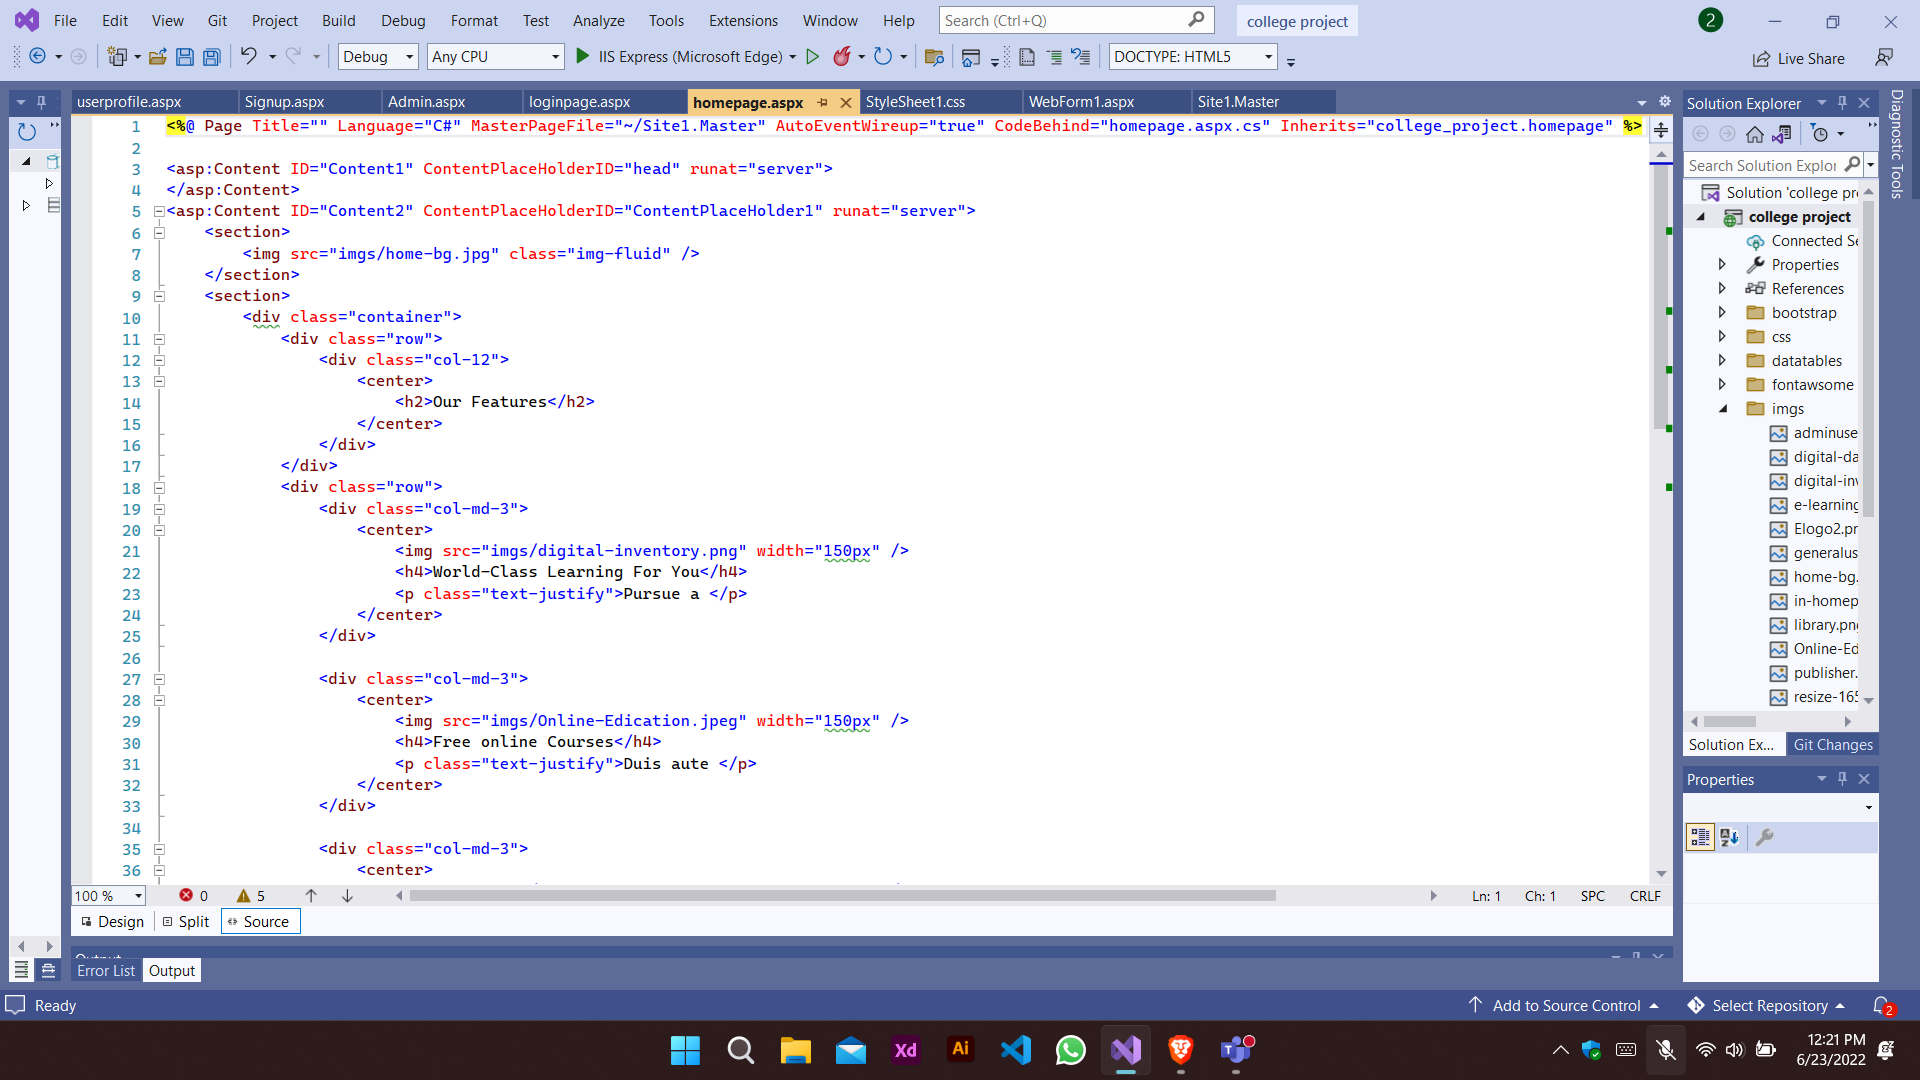 File Edit View Git Project Build Debug Format Test Analyze Tools Extensions Window Help Search (Ctrl+Q) college project 2
Debug Any CPU IIS Express (Microsoft Edge) DOCTYPE: HTML5 Live Share
userprofile.aspx Signup.aspx Admin.aspx loginpage.aspx homepage.aspx StyleSheet1.css WebForm1.aspx Site1.Master
1 <%@ Page Title="" Language="C#" MasterPageFile="~/Site1.Master" AutoEventWireup="true" CodeBehind="homepage.aspx.cs" Inherits="college_project.homepage" %>
2
3 <asp:Content ID="Content1" ContentPlaceHolderID="head" runat="server">
4 </asp:Content>
5 <asp:Content ID="Content2" ContentPlaceHolderID="ContentPlaceHolder1" runat="server">
6 <section>
7 <img src="imgs/home-bg.jpg" class="img-fluid" />
8 </section>
9 <section>
10 <div class="container">
11 <div class="row">
12 <div class="col-12">
13 <center>
14 <h2>Our Features</h2>
15 </center>
16 </div>
17 </div>
18 <div class="row">
19 <div class="col-md-3">
20 <center>
21 <img src="imgs/digital-inventory.png" width="150px" />
22 <h4>World-Class Learning For You</h4>
23 <p class="text-justify">Pursue a </p>
24 </center>
25 </div>
26
27 <div class="col-md-3">
28 <center>
29 <img src="imgs/Online-Edication.jpeg" width="150px" />
30 <h4>Free online Courses</h4>
31 <p class="text-justify">Duis aute </p>
32 </center>
33 </div>
34
35 <div class="col-md-3">
36 <center>
100 % 0 5 Ln: 1 Ch: 1 SPC CRLF
Design Split Source
Output
Error List Output
Solution Explorer
Search Solution Explor
Solution 'college pr
college project
Connected Se
Properties
References
bootstrap
css
datatables
fontawsome
imgs
adminuse
digital-da
digital-inv
e-learning
Elogo2.pr
generalus
home-bg.
in-homep
library.png
Online-Ed
publisher.
resize-165
Solution Ex... Git Changes
Properties
Diagnostic Tools
Ready Add to Source Control Select Repository 2
Xd Ai T
12:21 PM
6/23/2022